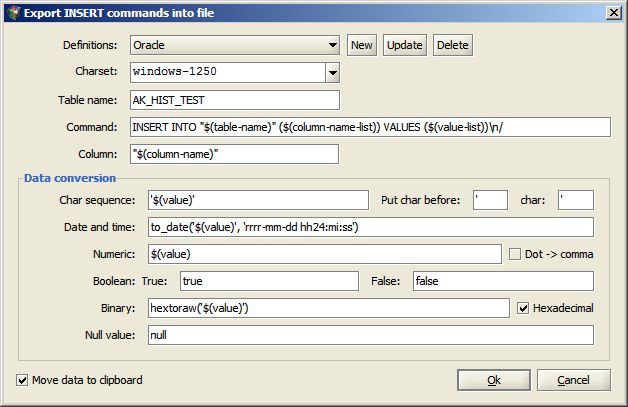 Export INSERT commands into file
Definitions: Oracle New Update Delete
Charset: windows-1250
Table name: AK_HIST_TEST
Command: INSERT INTO "$(table-name)" ($(column-name-list)) VALUES ($(value-list))\n/
Column: "$(column-name)"
Data conversion
Char sequence: '$(value)' Put char before: ' char: '
Date and time: to_date('$(value)', 'rrrr-mm-dd hh24:mi:ss')
Numeric: $(value) Dot -> comma
Boolean: True: true False: false
Binary: hextoraw('$(value)') Hexadecimal
Null value: null
Move data to clipboard Ok Cancel